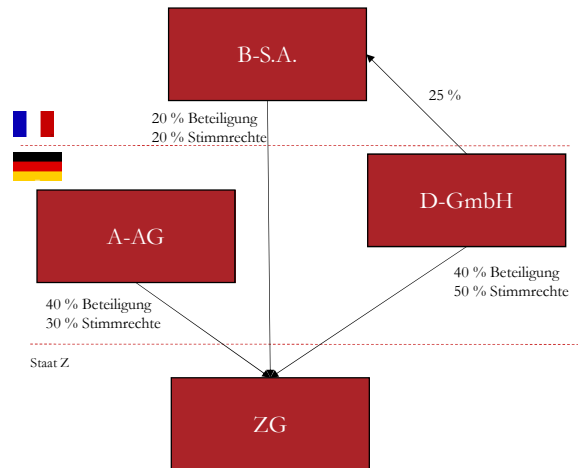 B-S.A.
25 %
20 % Beteiligung
20 % Stimmrechte
D-GmbH
A-AG
40 % Beteiligung
50 % Stimmrechte
40 % Beteiligung
30 % Stimmrechte
Staat Z
ZG